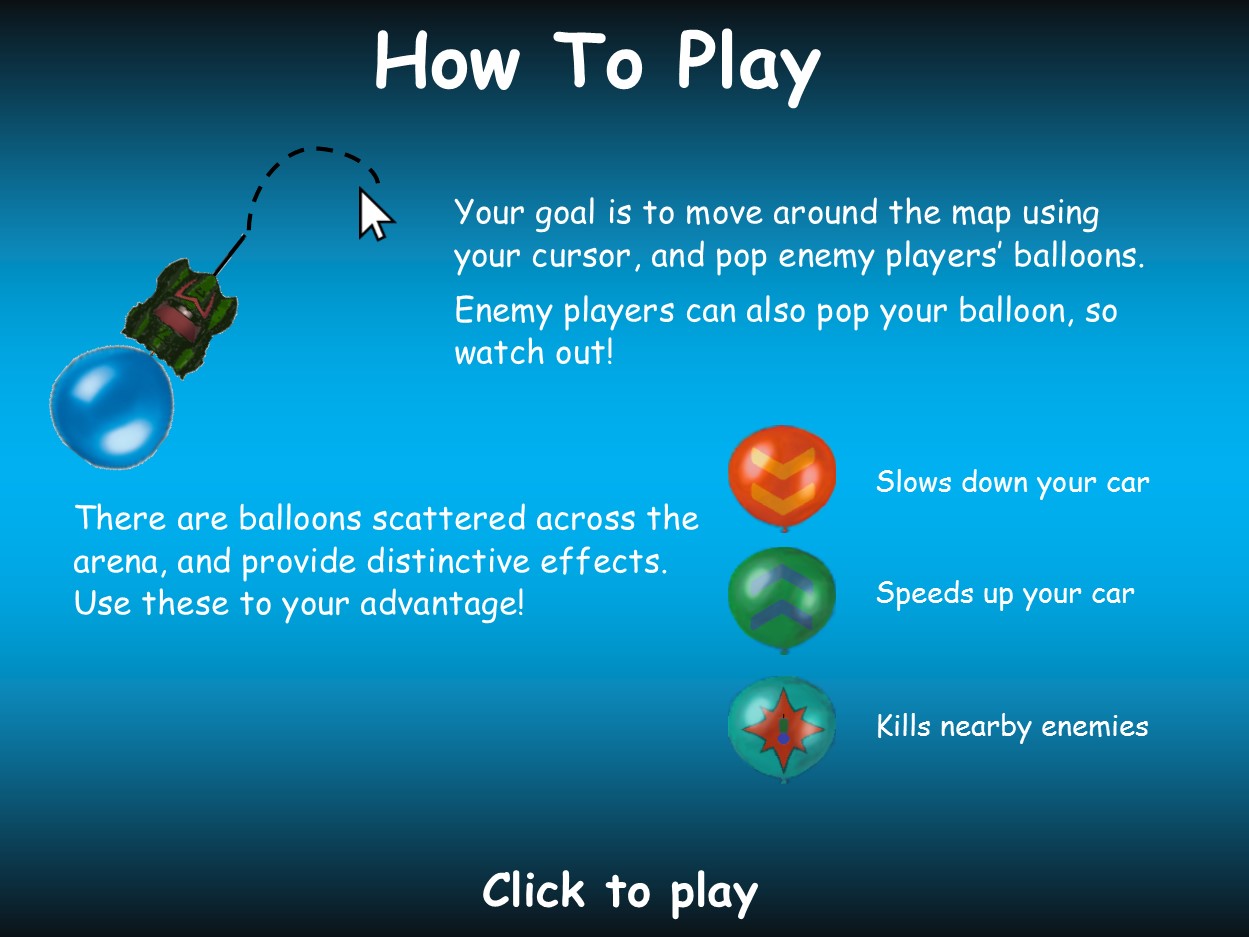 How To Play
Your goal is to move around the map using
your cursor, and pop enemy players’ balloons.
Enemy players can also pop your balloon, so
watch out!
There are balloons scattered across the
arena, and provide distinctive effects.
Use these to your advantage!
Slows down your car
Speeds up your car
Kills nearby enemies
Click to play